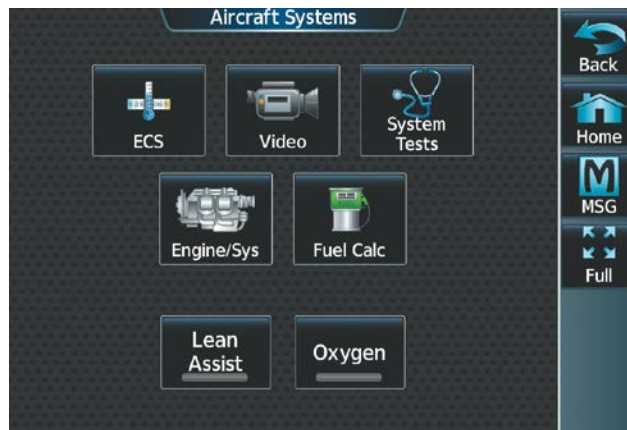 Aircraft Systems
ECS
Video
System
Tests
Engine/Sys
Fuel Calc
Lean
Assist
Oxygen
Back
Home
MSG
Full